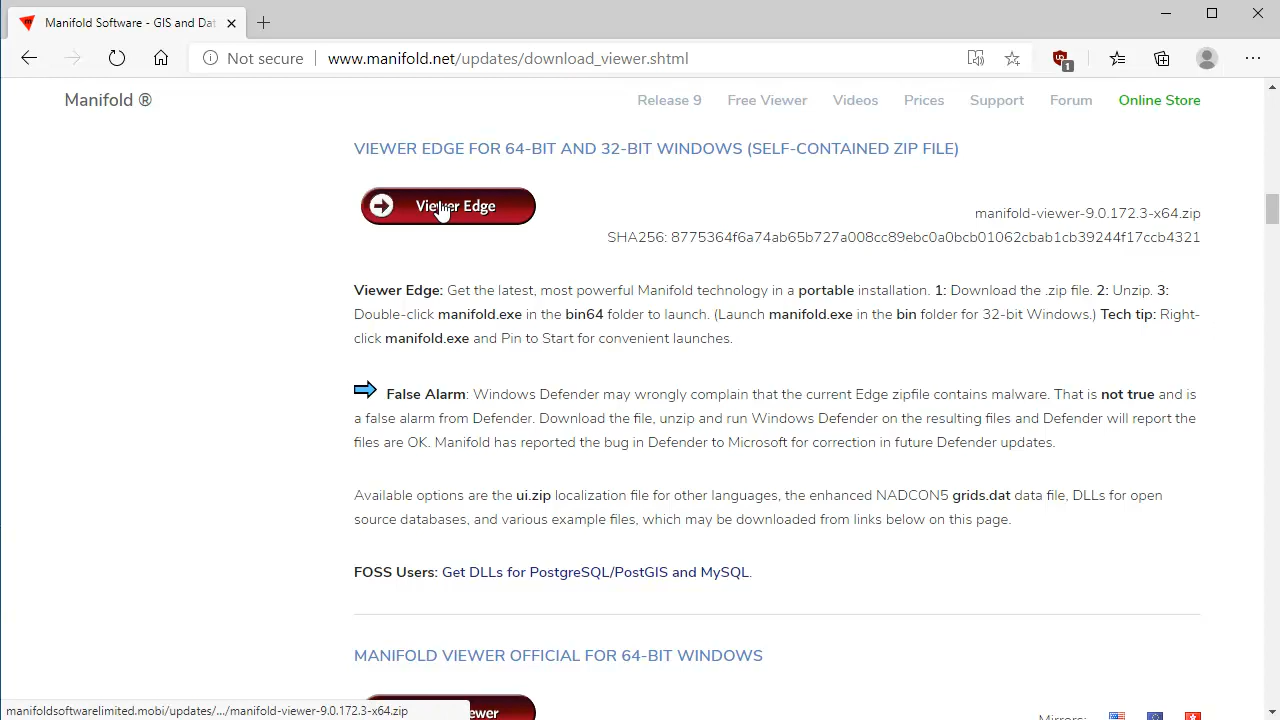 Manifold Software - GIS and Dat
Not secure
www.manifold.net/updates/download_viewer.shtml
1
Manifold ®
Release 9
Free Viewer
Videos
Prices
Support
Forum
Online Store
VIEWER EDGE FOR 64-BIT AND 32-BIT WINDOWS (SELF-CONTAINED ZIP FILE)
Viewer Edge
manifold-viewer-9.0.172.3-x64.zip
SHA256: 8775364f6a74ab65b727a008cc89ebc0a0bcb01062cbab1cb39244f17ccb4321
Viewer Edge: Get the latest, most powerful Manifold technology in a portable installation. 1: Download the .zip file. 2: Unzip. 3:
Double-click manifold.exe in the bin64 folder to launch. (Launch manifold.exe in the bin folder for 32-bit Windows.) Tech tip: Right-
click manifold.exe and Pin to Start for convenient launches.
False Alarm: Windows Defender may wrongly complain that the current Edge zipfile contains malware. That is not true and is
a false alarm from Defender. Download the file, unzip and run Windows Defender on the resulting files and Defender will report the
files are OK. Manifold has reported the bug in Defender to Microsoft for correction in future Defender updates.
Available options are the ui.zip localization file for other languages, the enhanced NADCON5 grids.dat data file, DLLs for open
source databases, and various example files, which may be downloaded from links below on this page.
FOSS Users: Get DLLs for PostgreSQL/PostGIS and MySQL.
MANIFOLD VIEWER OFFICIAL FOR 64-BIT WINDOWS
ewer
Mirrors:
manifoldsoftwarelimited.mobi/updates/.../manifold-viewer-9.0.172.3-x64.zip